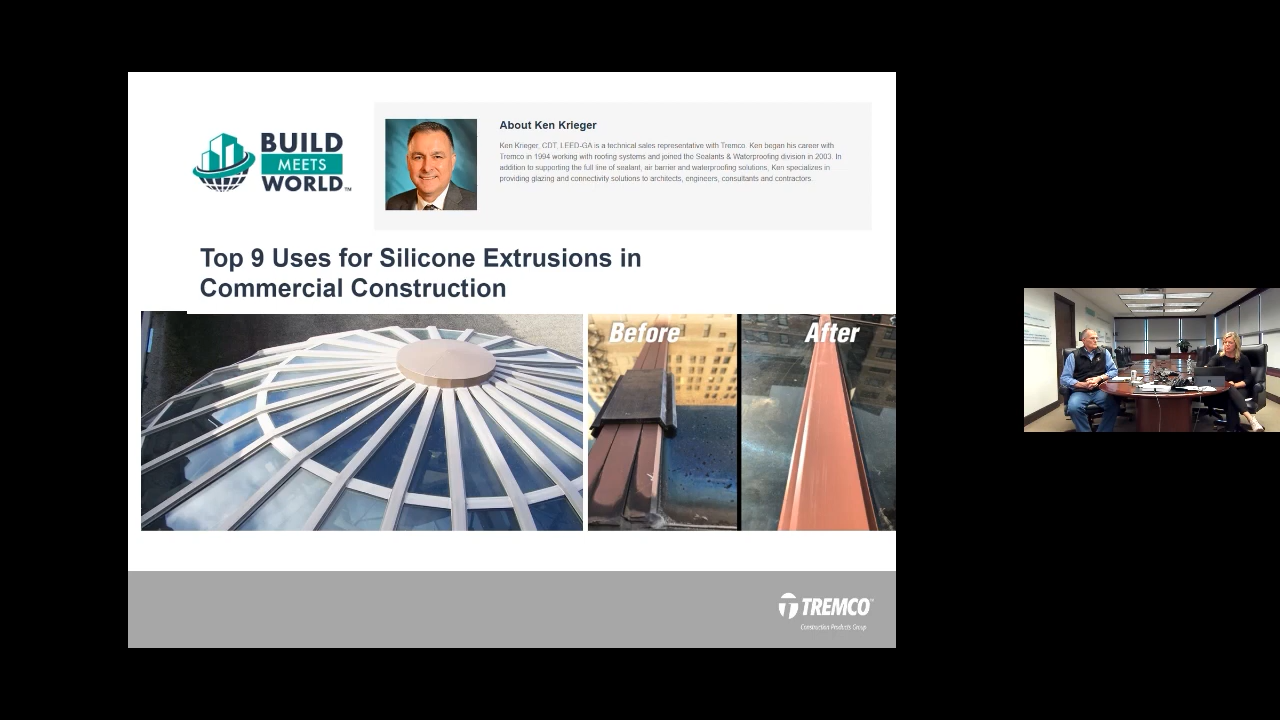 BUILD
MEETS
WORLD™
About Ken Krieger
Ken Krieger, CDT, LEED-GA is a technical sales representative with Tremco. Ken began his career with
Tremco in 1994 working with roofing systems and joined the Sealants & Waterproofing division in 2003. In
addition to supporting the full line of sealant, air barrier and waterproofing solutions, Ken specializes in
providing glazing and connectivity solutions to architects, engineers, consultants and contractors.
Top 9 Uses for Silicone Extrusions in
Commercial Construction
Before
After
TREMCO™
Construction Products Group